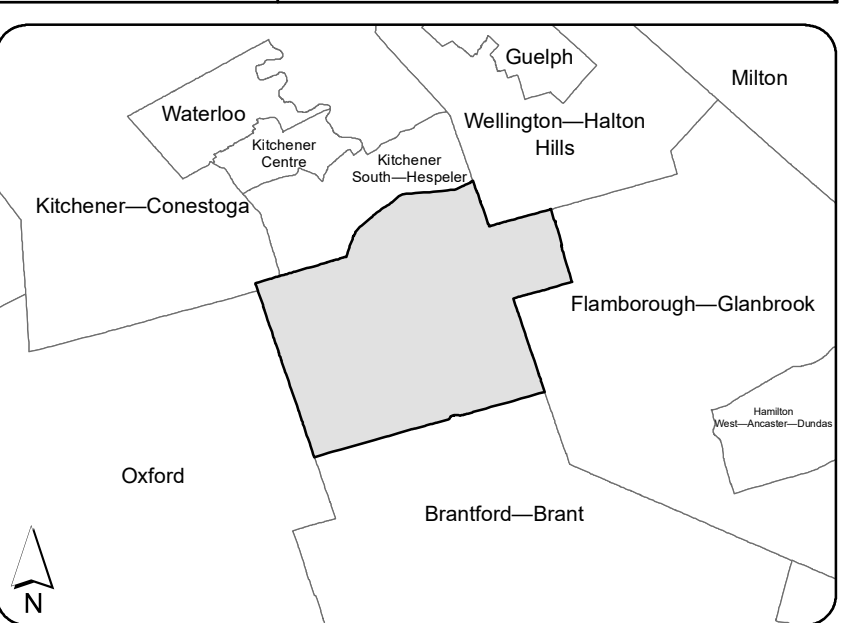 Guelph
Milton
Waterloo
Wellington—Halton
Hills
Kitchener
Centre
Kitchener
South—Hespeler
Kitchener—Conestoga
Flamborough—Glanbrook
Hamilton
West—Ancaster—Dundas
Oxford
Brantford—Brant
N